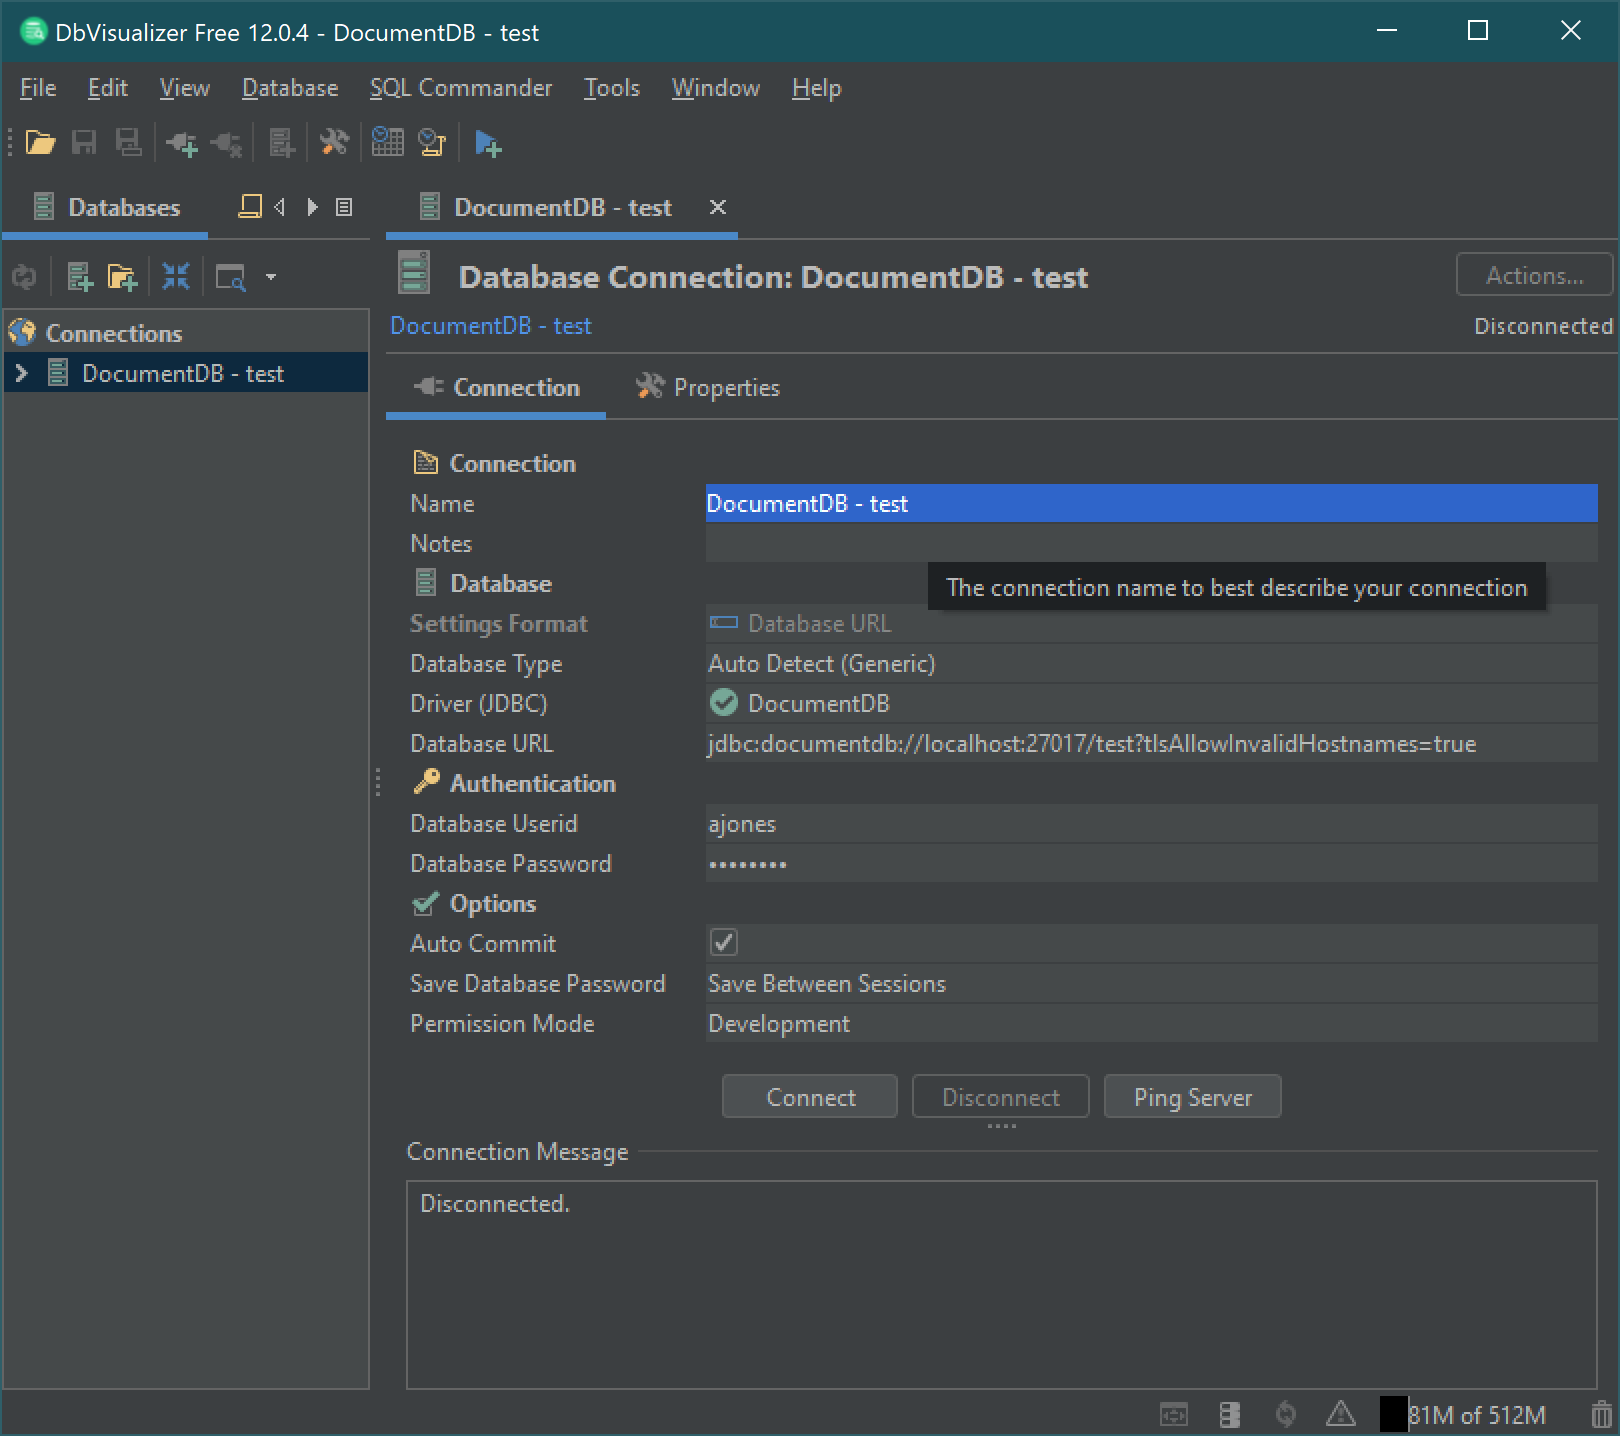 DbVisualizer Free 12.0.4 - DocumentDB - test
File Edit View Database SQL Commander Tools Window Help
Databases DocumentDB - test
Database Connection: DocumentDB - test Actions...
DocumentDB - test Disconnected
Connections
DocumentDB - test
Connection Properties
Connection
Name DocumentDB - test
Notes
The connection name to best describe your connection
Database
Settings Format Database URL
Database Type Auto Detect (Generic)
Driver (JDBC) DocumentDB
Database URL jdbc:documentdb://localhost:27017/test?tlsAllowInvalidHostnames=true
Authentication
Database Userid ajones
Database Password ••••••••
Options
Auto Commit
Save Database Password Save Between Sessions
Permission Mode Development
Connect Disconnect Ping Server
Connection Message
Disconnected.
81M of 512M